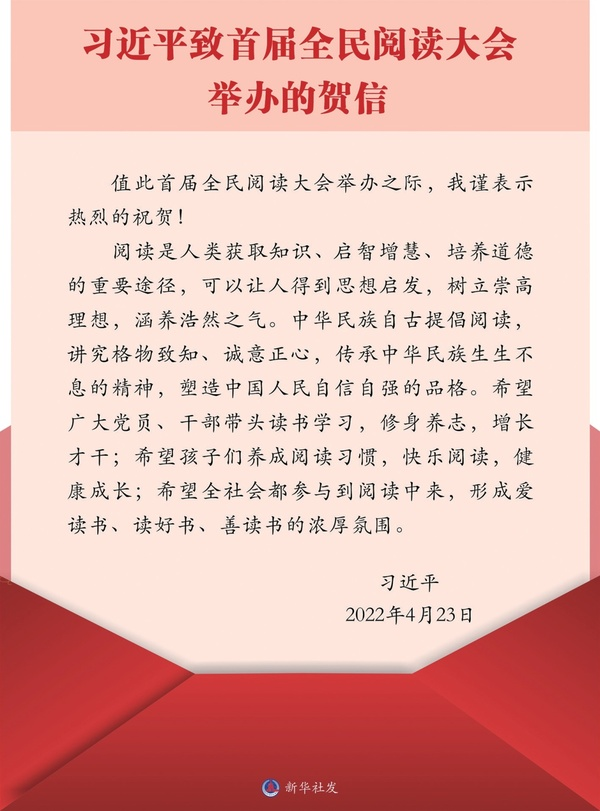 习近平致首届全民阅读大会
举办的贺信
值此首届全民阅读大会举办之际，我谨表示
热烈的祝贺！
阅读是人类获取知识、启智增慧、培养道德
的重要途径，可以让人得到思想启发，树立崇高
理想，涵养浩然之气。中华民族自古提倡阅读，
讲究格物致知、诚意正心，传承中华民族生生不
息的精神，塑造中国人民自信自强的品格。希望
广大党员、干部带头读书学习，修身养志，增长
才干；希望孩子们养成阅读习惯，快乐阅读，健
康成长；希望全社会都参与到阅读中来，形成爱
读书、读好书、善读书的浓厚氛围。
习近平
2022年4月23日
新华社发